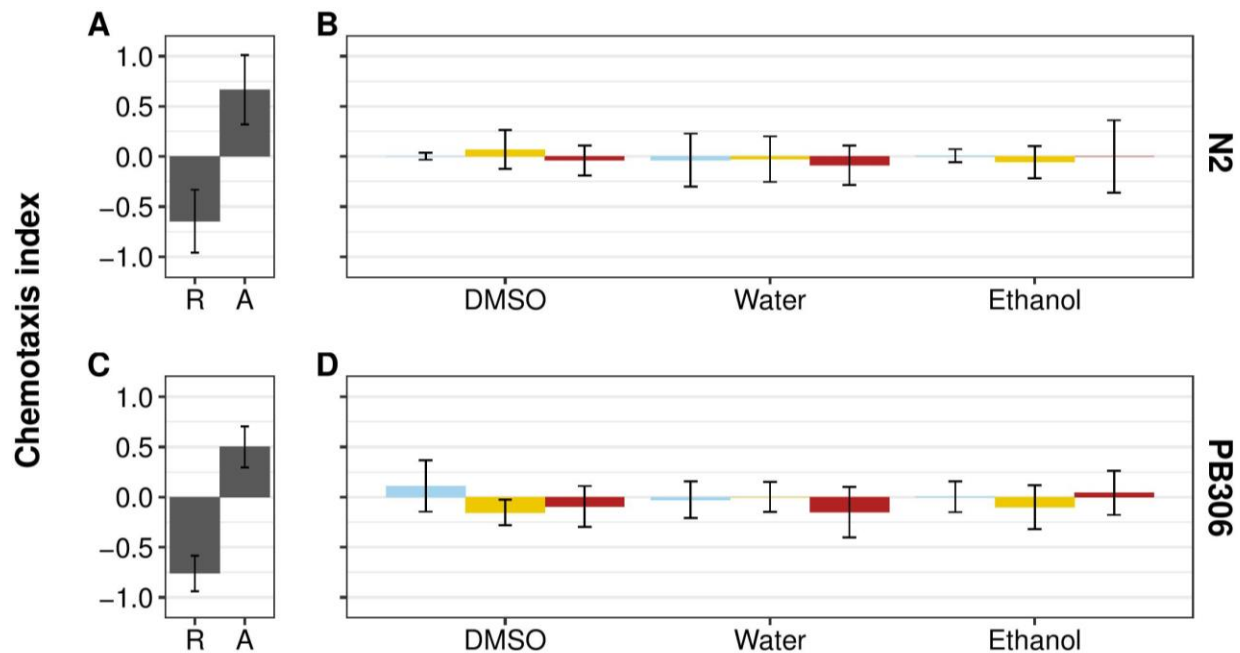 Chemotaxis index
A
1.0
0.5
0.0
−0.5
−1.0
R A
B
DMSO Water Ethanol
N2
C
1.0
0.5
0.0
−0.5
−1.0
R A
D
DMSO Water Ethanol
PB306